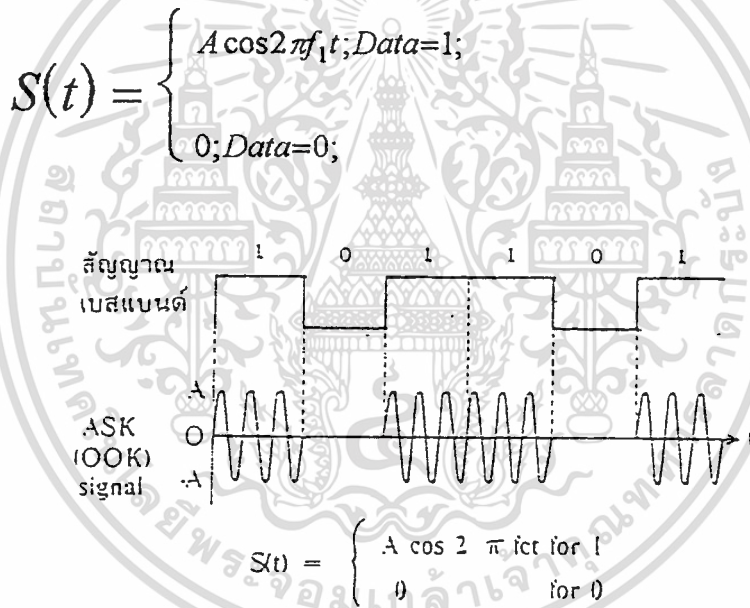 S(t) = { A cos2πf₁t;Data=1;
0;Data=0;
สัญญาณ
เบสแบนด์
1 0 1 1 0 1
A
ASK
(OOK)
signal
0
-A
t
S(t) = { A cos 2 π fct for 1
0 for 0